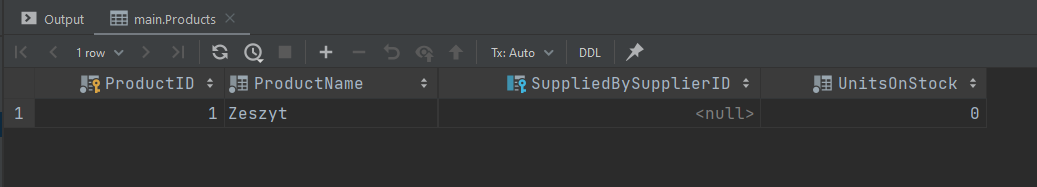 Output main.Products
1 row Tx: Auto DDL
ProductID ProductName SuppliedBySupplierID UnitsOnStock
1 1 Zeszyt <null> 0